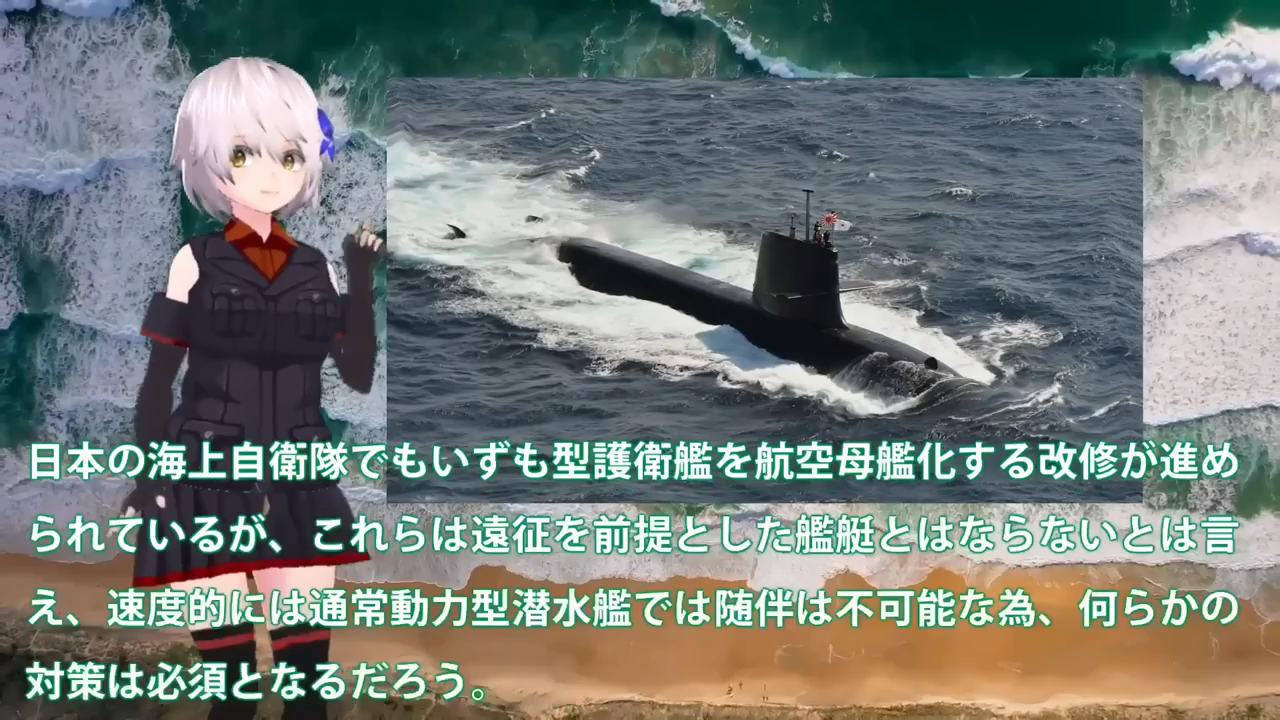 日本の海上自衛隊でもいずも型護衛艦を航空母艦化する改修が進め
られているが、これらは遠征を前提とした艦艇とはならないとは言
え、速度的には通常動力型潜水艦では随伴は不可能な為、何らかの
対策は必須となるだろう。